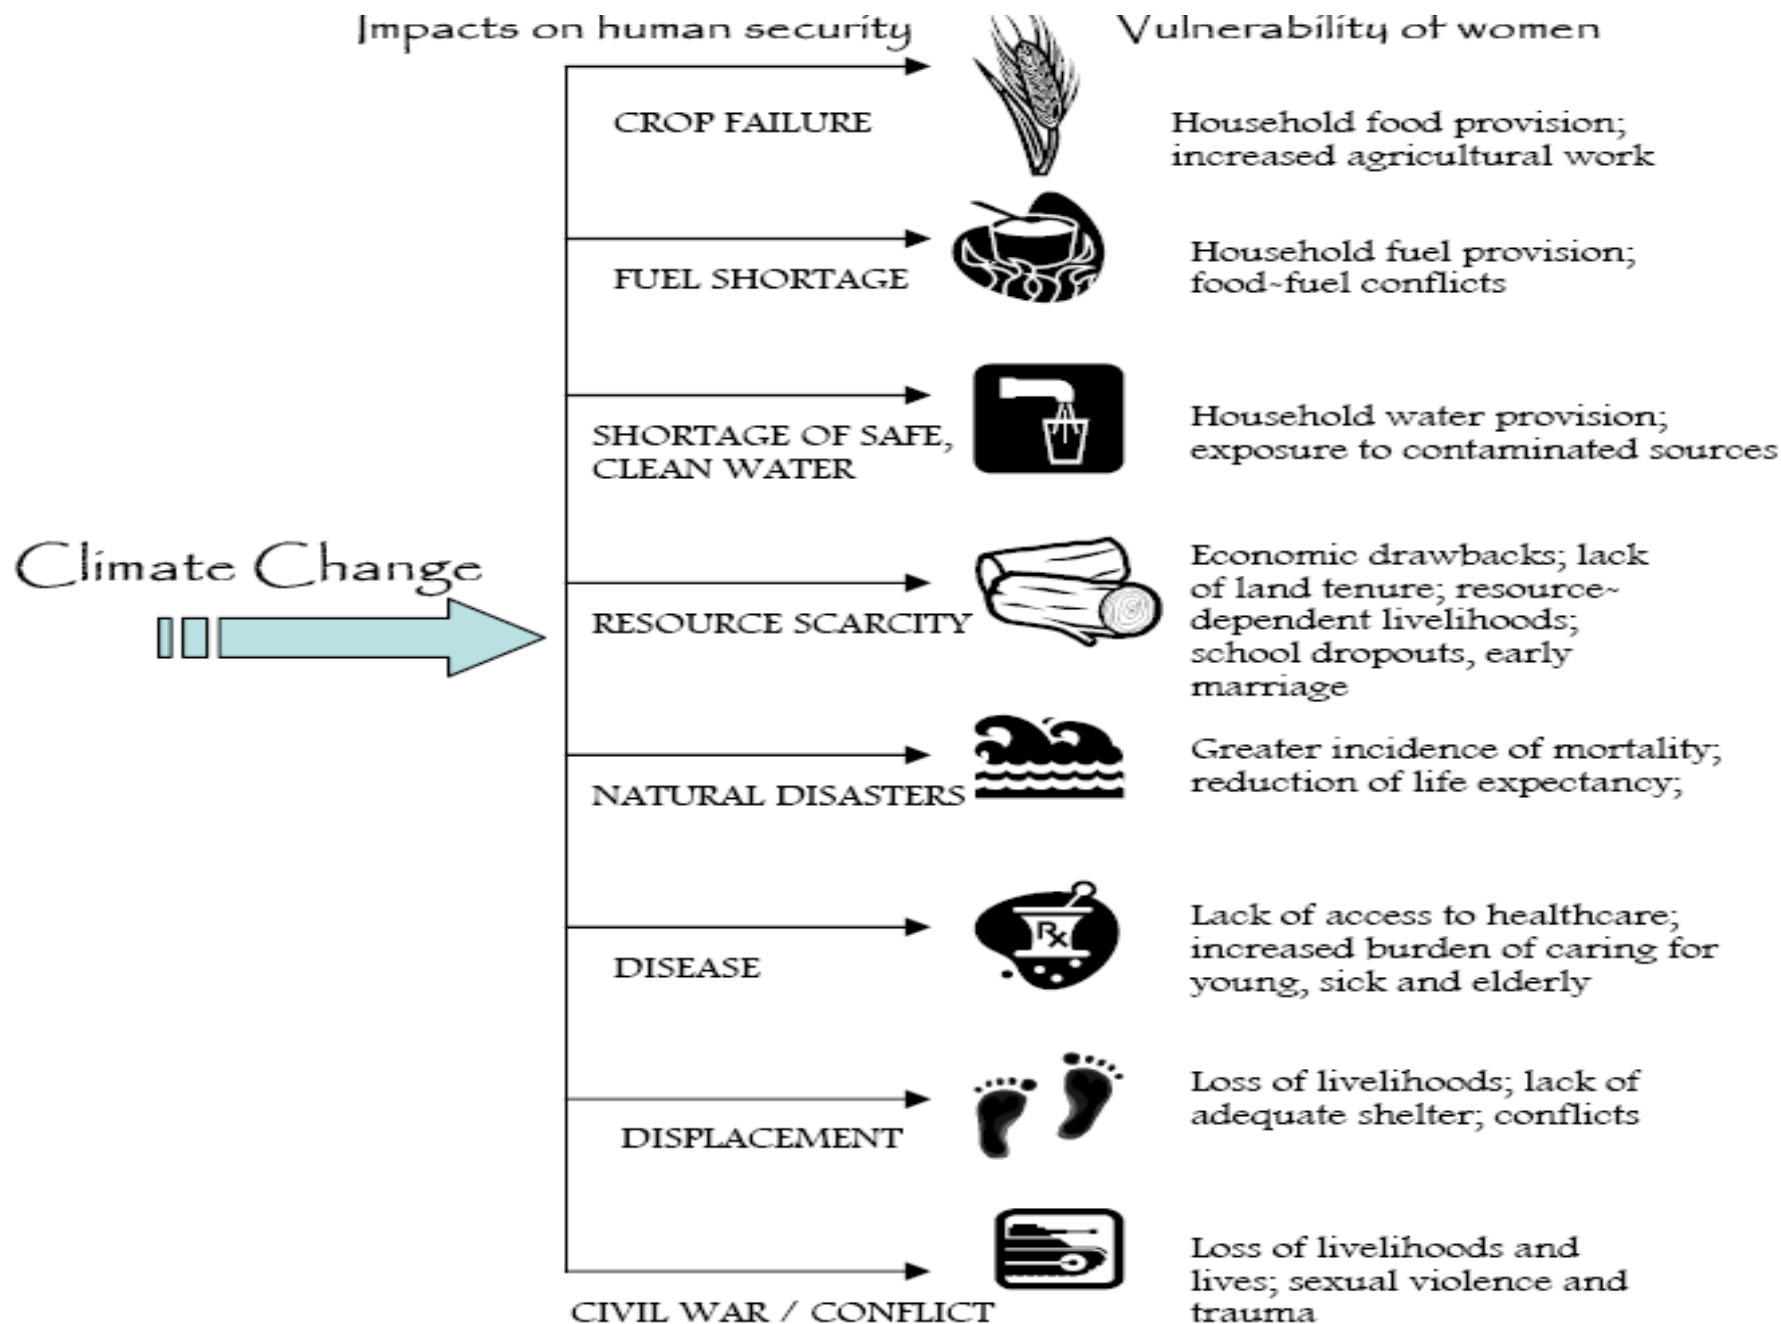 Impacts on human security
Vulnerability of women
CROP FAILURE
Household food provision;
increased agricultural work
FUEL SHORTAGE
Household fuel provision;
food-fuel conflicts
SHORTAGE OF SAFE,
CLEAN WATER
Household water provision;
exposure to contaminated sources
Climate Change
RESOURCE SCARCITY
Economic drawbacks; lack
of land tenure; resource-
dependent livelihoods;
school dropouts, early
marriage
NATURAL DISASTERS
Greater incidence of mortality;
reduction of life expectancy;
DISEASE
Rx
Lack of access to healthcare;
increased burden of caring for
young, sick and elderly
DISPLACEMENT
Loss of livelihoods; lack of
adequate shelter; conflicts
CIVIL WAR / CONFLICT
Loss of livelihoods and
lives; sexual violence and
trauma